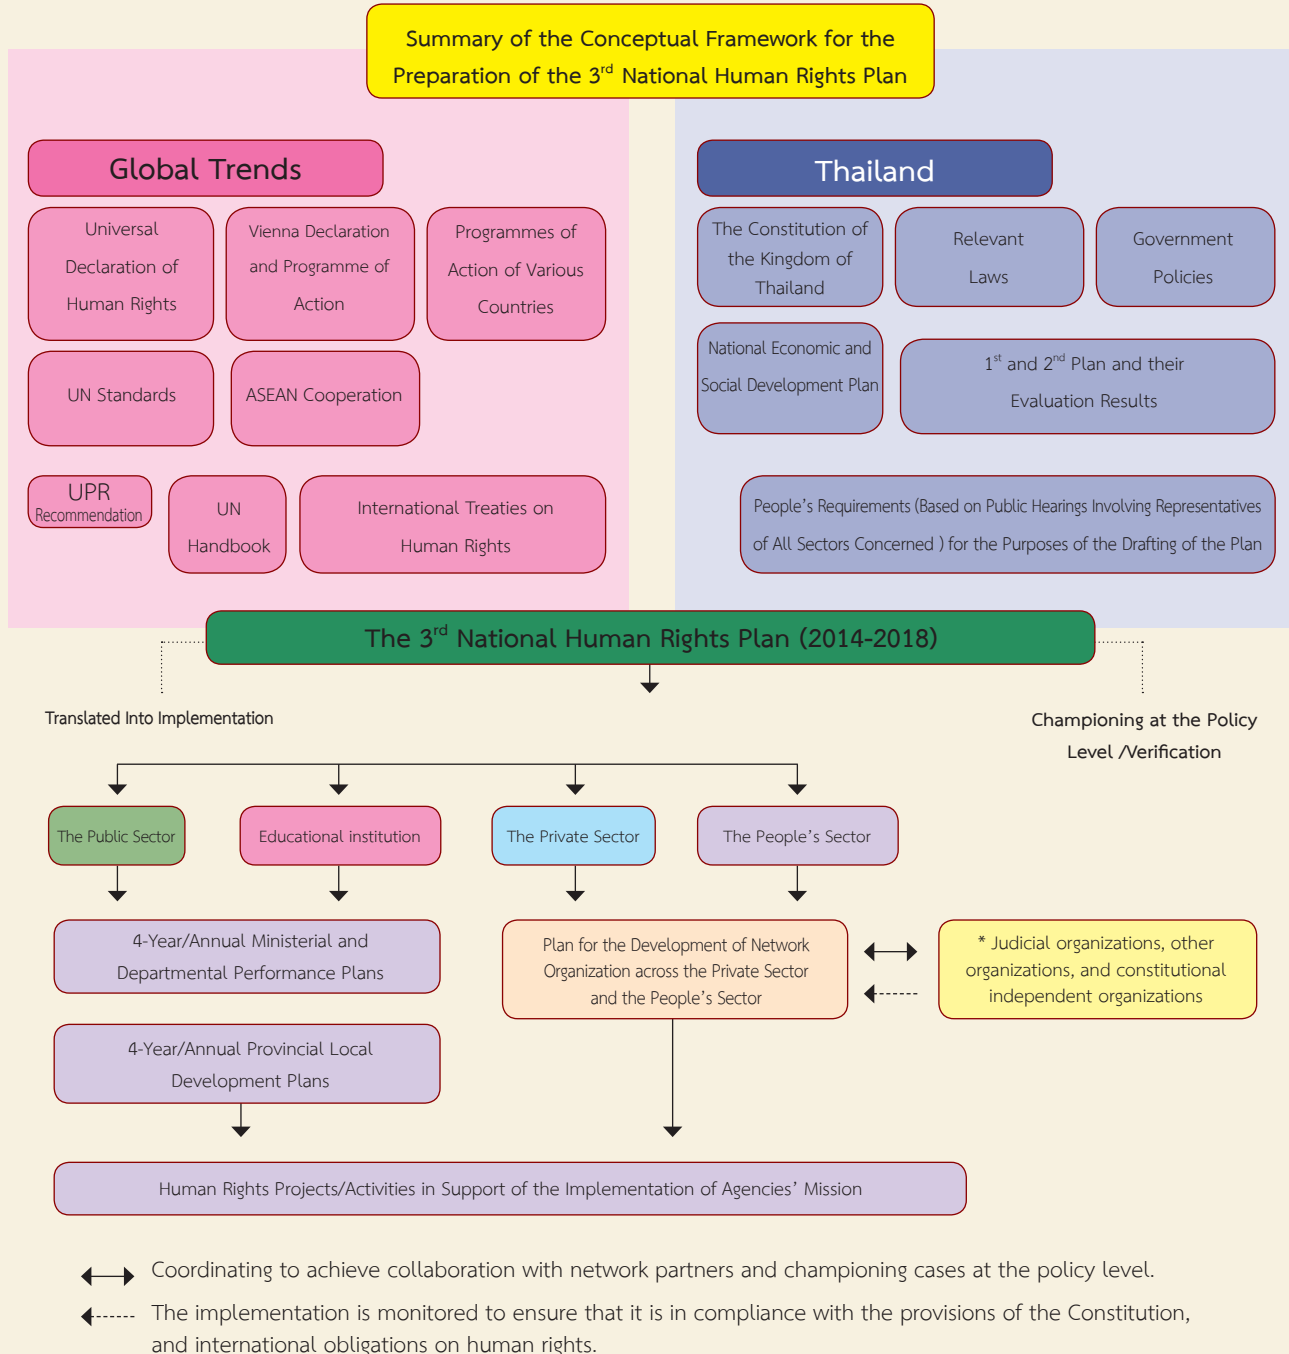 Summary of the Conceptual Framework for the
Preparation of the 3rd National Human Rights Plan
Global Trends
Universal
Declaration of
Human Rights
Vienna Declaration
and Programme of
Action
Programmes of
Action of Various
Countries
UN Standards
ASEAN Cooperation
UPR
Recommendation
UN
Handbook
International Treaties on
Human Rights
Thailand
The Constitution of
the Kingdom of
Thailand
Relevant
Laws
Government
Policies
National Economic and
Social Development Plan
1st and 2nd Plan and their
Evaluation Results
People's Requirements (Based on Public Hearings Involving Representatives
of All Sectors Concerned ) for the Purposes of the Drafting of the Plan
The 3rd National Human Rights Plan (2014-2018)
Translated Into Implementation
Championing at the Policy
Level /Verification
The Public Sector
Educational institution
The Private Sector
The People's Sector
4-Year/Annual Ministerial and
Departmental Performance Plans
Plan for the Development of Network
Organization across the Private Sector
and the People's Sector
* Judicial organizations, other
organizations, and constitutional
independent organizations
4-Year/Annual Provincial Local
Development Plans
Human Rights Projects/Activities in Support of the Implementation of Agencies' Mission
Coordinating to achieve collaboration with network partners and championing cases at the policy level.
The implementation is monitored to ensure that it is in compliance with the provisions of the Constitution,
and international obligations on human rights.